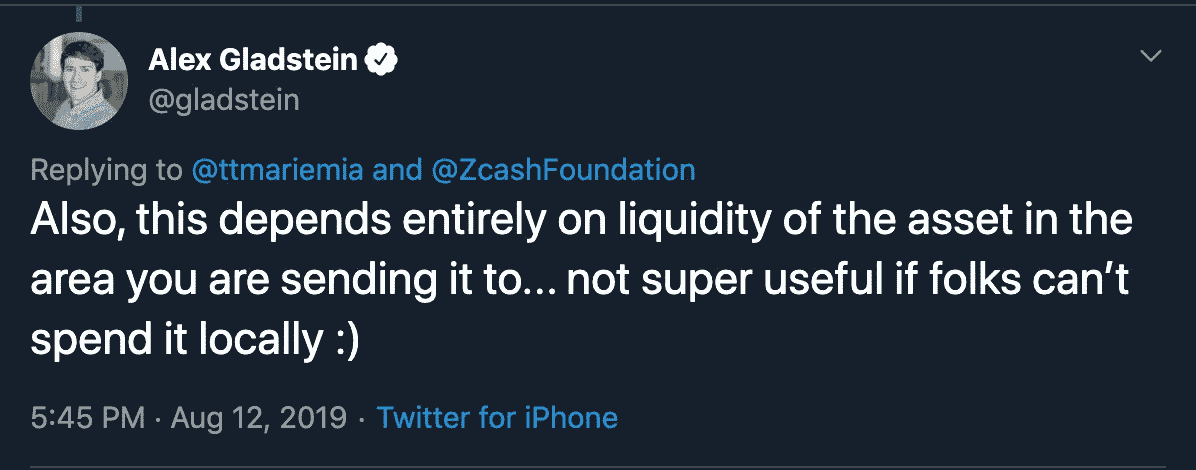 Alex Gladstein
@gladstein
Replying to @ttmariemia and @ZcashFoundation
Also, this depends entirely on liquidity of the asset in the
area you are sending it to... not super useful if folks can’t
spend it locally :)
5:45 PM · Aug 12, 2019 · Twitter for iPhone